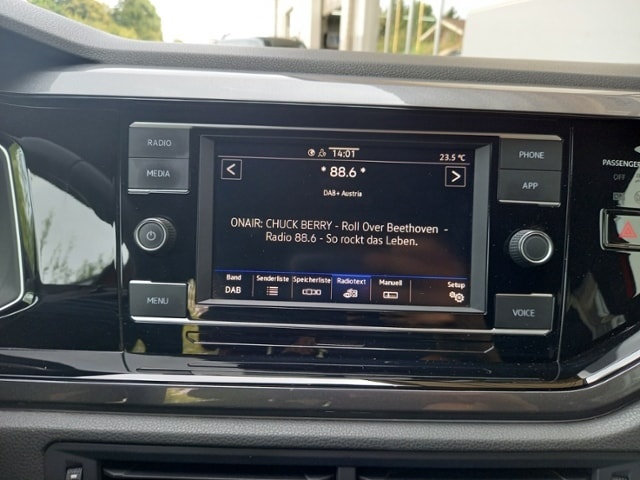 RADIO
MEDIA
MENU
14:01
23.5 °C
<
* 88.6 *
>
DAB+ Austria
ONAIR: CHUCK BERRY - Roll Over Beethoven -
Radio 88.6 - So rockt das Leben.
Band Senderliste Speicherliste Radiotext Manuell Setup
DAB
PHONE
APP
VOICE
PASSENGER
OFF